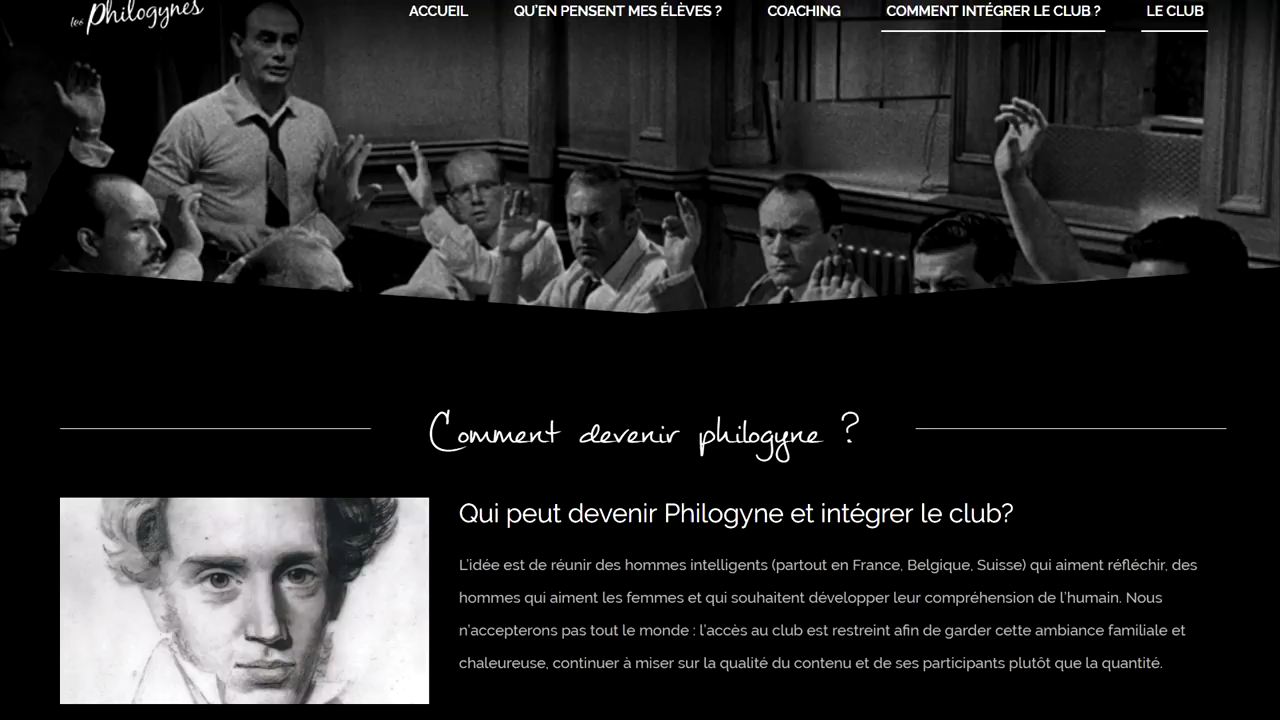 les philogynes
ACCUEIL QU'EN PENSENT MES ÉLÈVES ? COACHING COMMENT INTÉGRER LE CLUB ? LE CLUB
Comment devenir philogyne ?
Qui peut devenir Philogyne et intégrer le club?
L'idée est de réunir des hommes intelligents (partout en France, Belgique, Suisse) qui aiment réfléchir, des
hommes qui aiment les femmes et qui souhaitent développer leur compréhension de l'humain. Nous
n'accepterons pas tout le monde : l'accès au club est restreint afin de garder cette ambiance familiale et
chaleureuse, continuer à miser sur la qualité du contenu et de ses participants plutôt que la quantité.